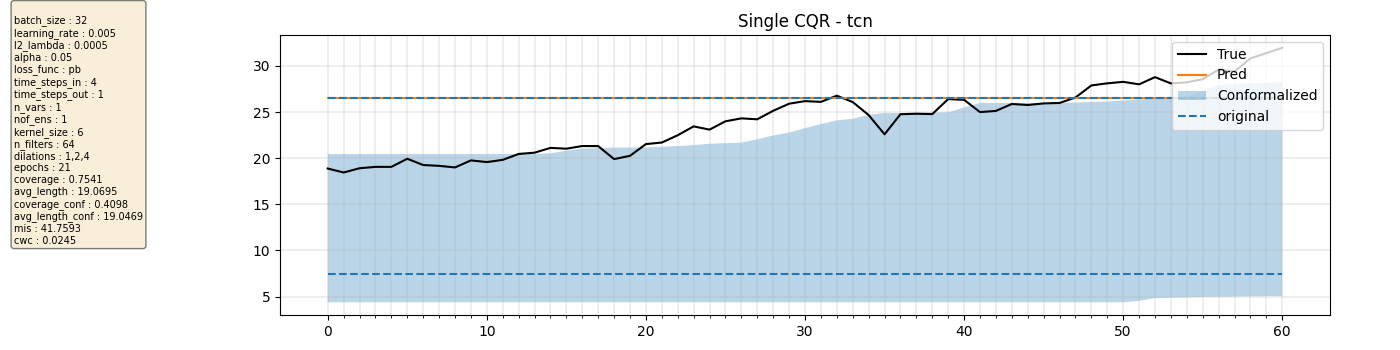 batch_size : 32
learning_rate : 0.005
l2_lambda : 0.0005
alpha : 0.05
loss_func : pb
time_steps_in : 4
time_steps_out : 1
n_vars : 1
nof_ens : 1
kernel_size : 6
n_filters : 64
dilations : 1,2,4
epochs : 21
coverage : 0.7541
avg_length : 19.0695
coverage_conf : 0.4098
avg_length_conf : 19.0469
mis : 41.7593
cwc : 0.0245
Single CQR - tcn
30
25
20
15
10
5
0 10 20 30 40 50 60
True
Pred
Conformalized
original